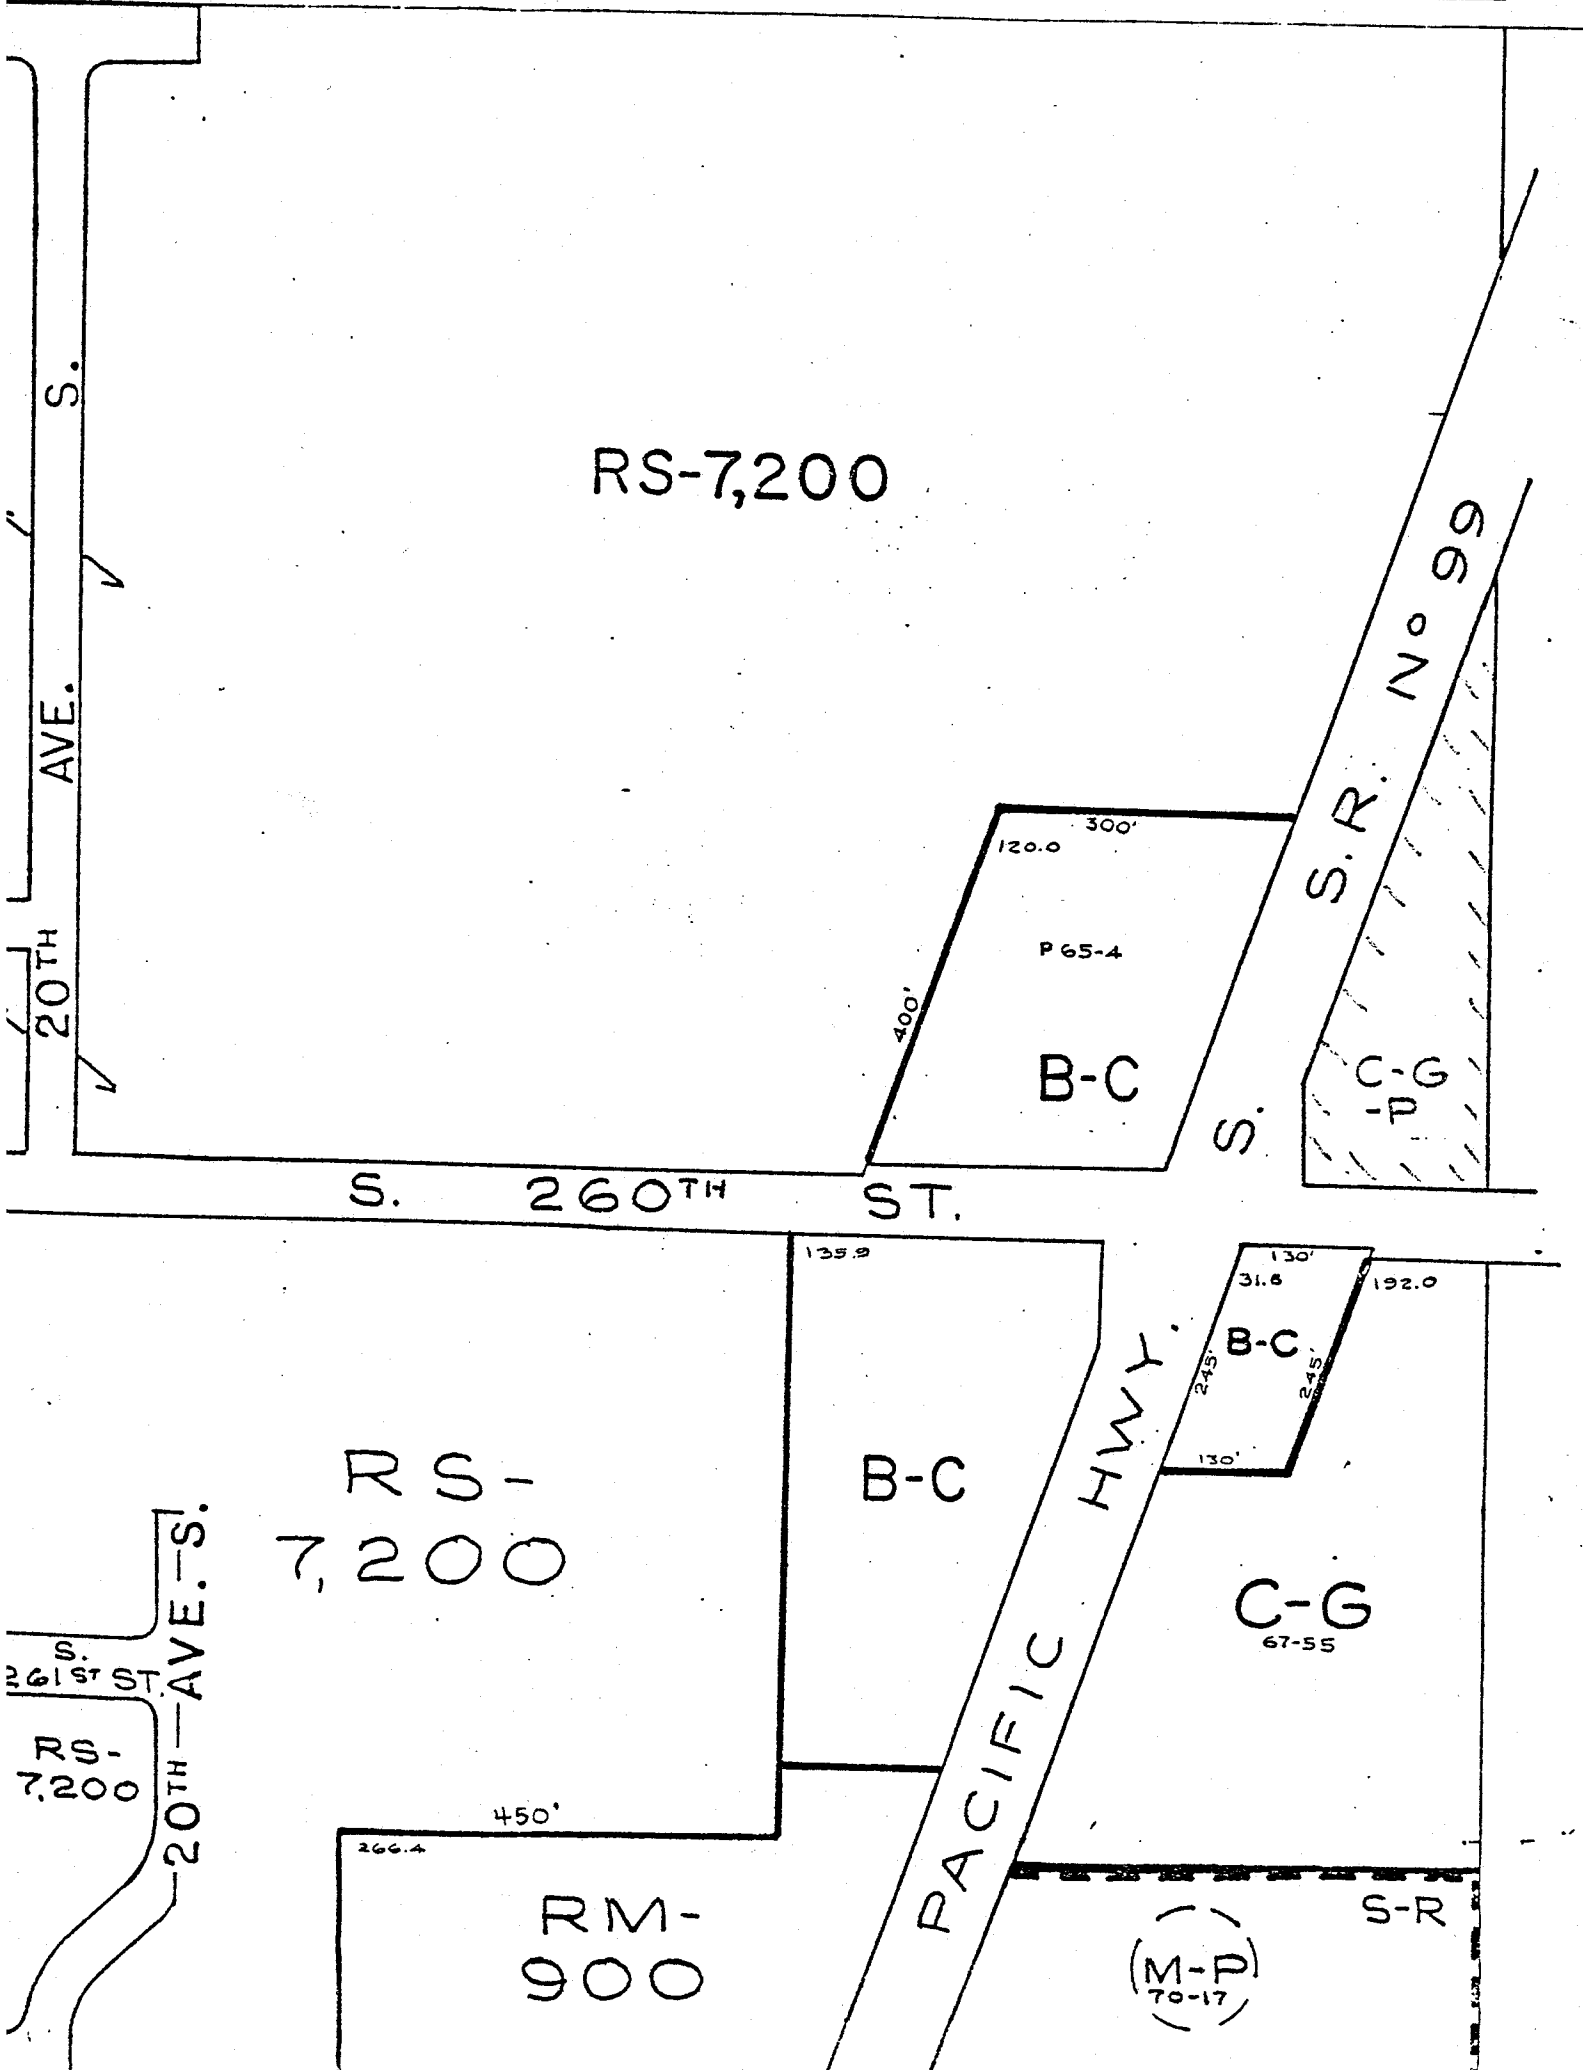 S.
AVE.
20TH
RS-7,200
S.R. No 99
300'
120.0
P 65-4
400'
B-C
C-G
-P
S.
S. 260TH ST.
135.9
130'
31.6
192.0
B-C
245'
245'
130'
HWY.
RS-
7,200
B-C
C-G
67-55
20TH AVE. S.
S.
261ST ST.
RS-
7,200
PACIFIC
450'
266.4
RM-
900
S-R
(M-P)
70-17